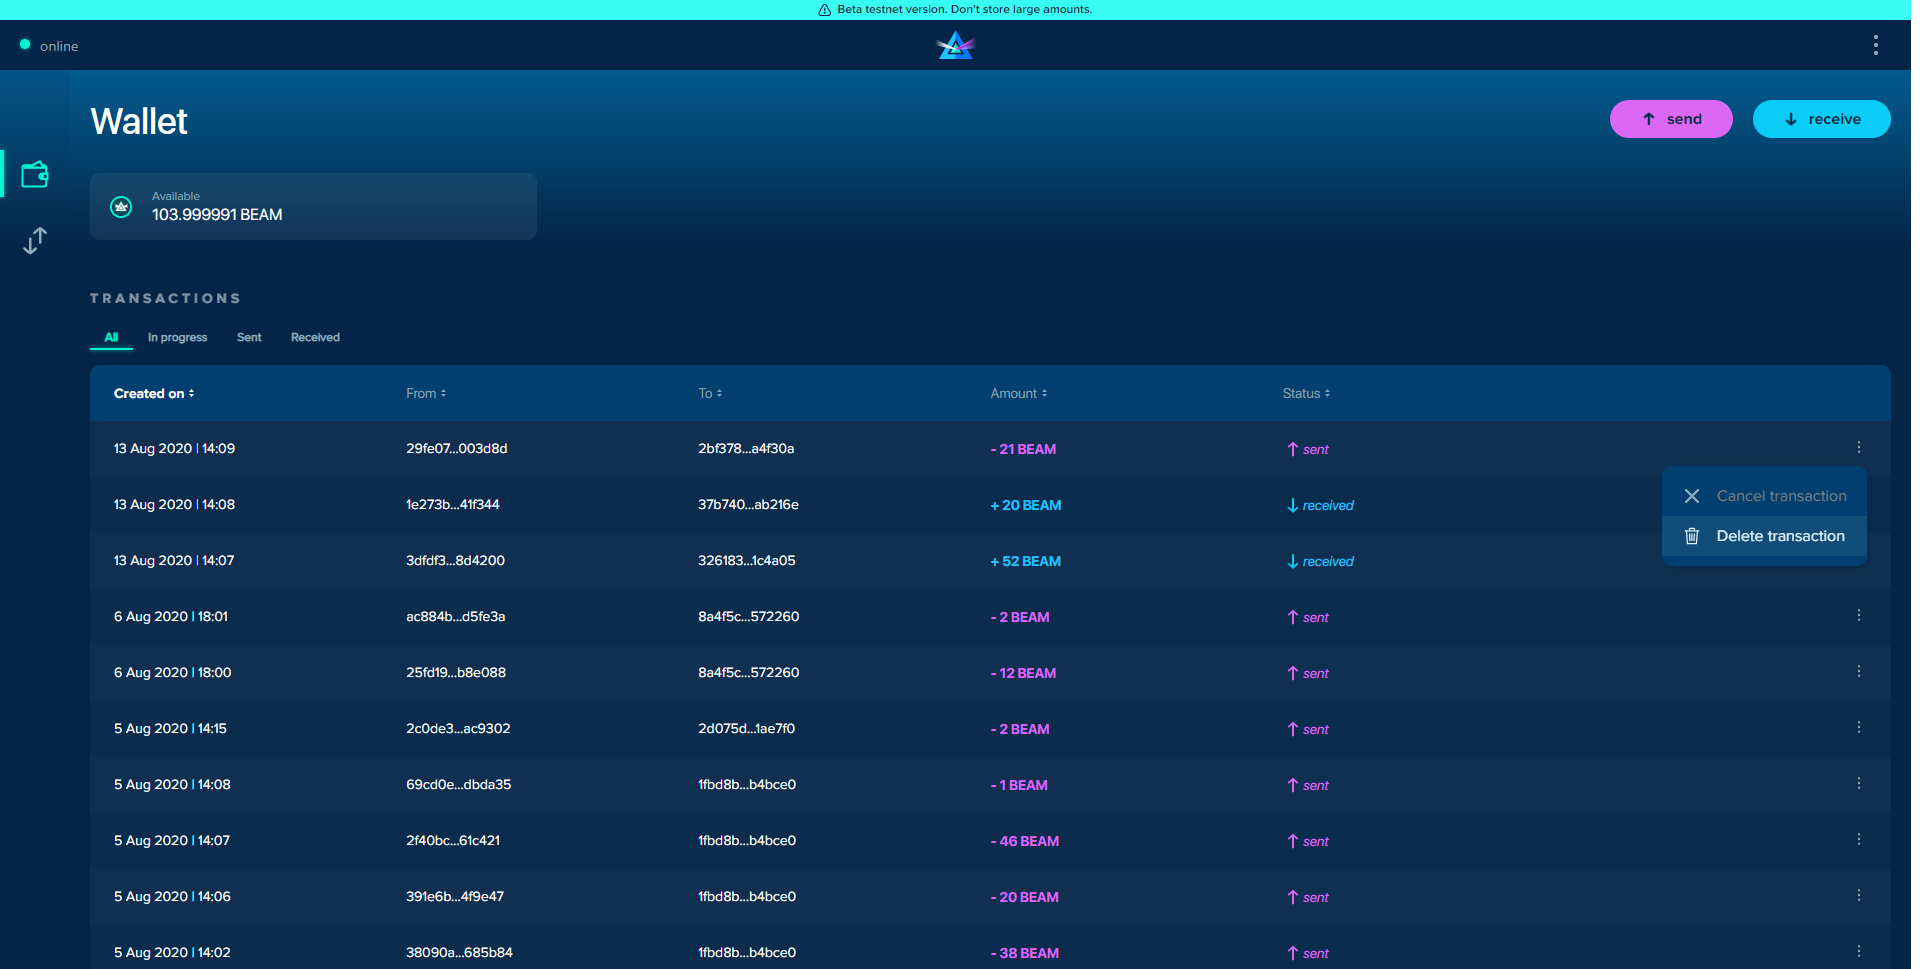 Beta testnet version. Don't store large amounts.
online
Wallet
send
receive
Available
103.999991 BEAM
TRANSACTIONS
All In progress Sent Received
Created on From To Amount Status
13 Aug 2020 | 14:09 29fe07...003d8d 2bf378...a4f30a - 21 BEAM sent
13 Aug 2020 | 14:08 1e273b...41f344 37b740...ab216e + 20 BEAM received
Cancel transaction
Delete transaction
13 Aug 2020 | 14:07 3dfdf3...8d4200 326183...1c4a05 + 52 BEAM received
6 Aug 2020 | 18:01 ac884b...d5fe3a 8a4f5c...572260 - 2 BEAM sent
6 Aug 2020 | 18:00 25fd19...b8e088 8a4f5c...572260 - 12 BEAM sent
5 Aug 2020 | 14:15 2c0de3...ac9302 2d075d...1ae7f0 - 2 BEAM sent
5 Aug 2020 | 14:08 69cd0e...dbda35 1fbd8b...b4bce0 - 1 BEAM sent
5 Aug 2020 | 14:07 2f40bc...61c421 1fbd8b...b4bce0 - 46 BEAM sent
5 Aug 2020 | 14:06 391e6b...4f9e47 1fbd8b...b4bce0 - 20 BEAM sent
5 Aug 2020 | 14:02 38090a...685b84 1fbd8b...b4bce0 - 38 BEAM sent